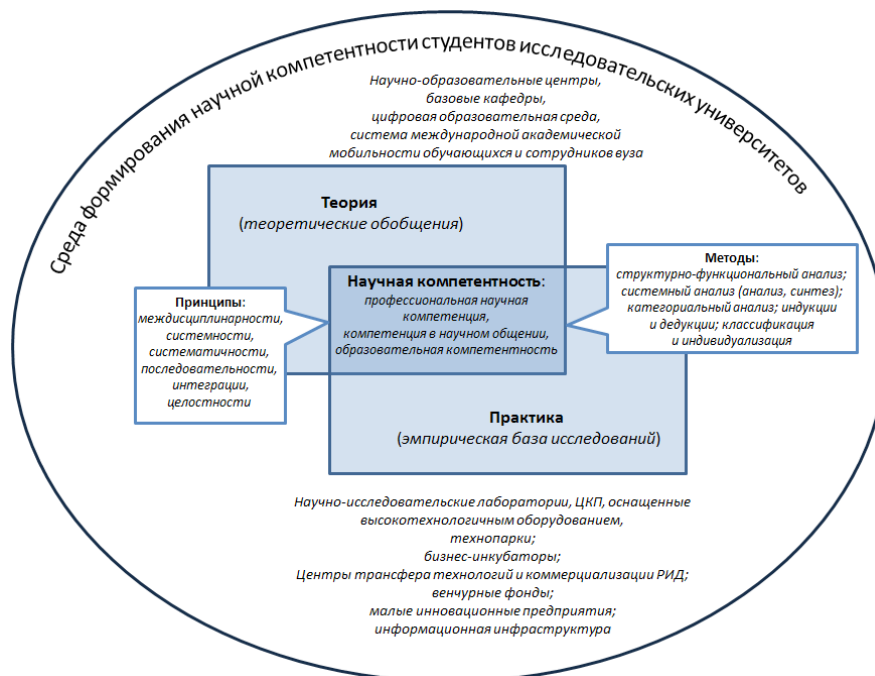 Среда формирования научной компетентности студентов исследовательских университетов
Научно-образовательные центры,
базовые кафедры,
цифровая образовательная среда,
система международной академической
мобильности обучающихся и сотрудников вуза
Теория
(теоретические обобщения)
Научная компетентность:
профессиональная научная
компетенция,
компетенция в научном общении,
образовательная компетентность
Принципы:
междисциплинарности,
системности,
систематичности,
последовательности,
интеграции,
целостности
Методы:
структурно-функциональный анализ;
системный анализ (анализ, синтез);
категориальный анализ; индукции
и дедукции; классификация
и индивидуализация
Практика
(эмпирическая база исследований)
Научно-исследовательские лаборатории, ЦКП, оснащенные
высокотехнологичным оборудованием,
технопарки;
бизнес-инкубаторы;
Центры трансфера технологий и коммерциализации РИД;
венчурные фонды;
малые инновационные предприятия;
информационная инфраструктура